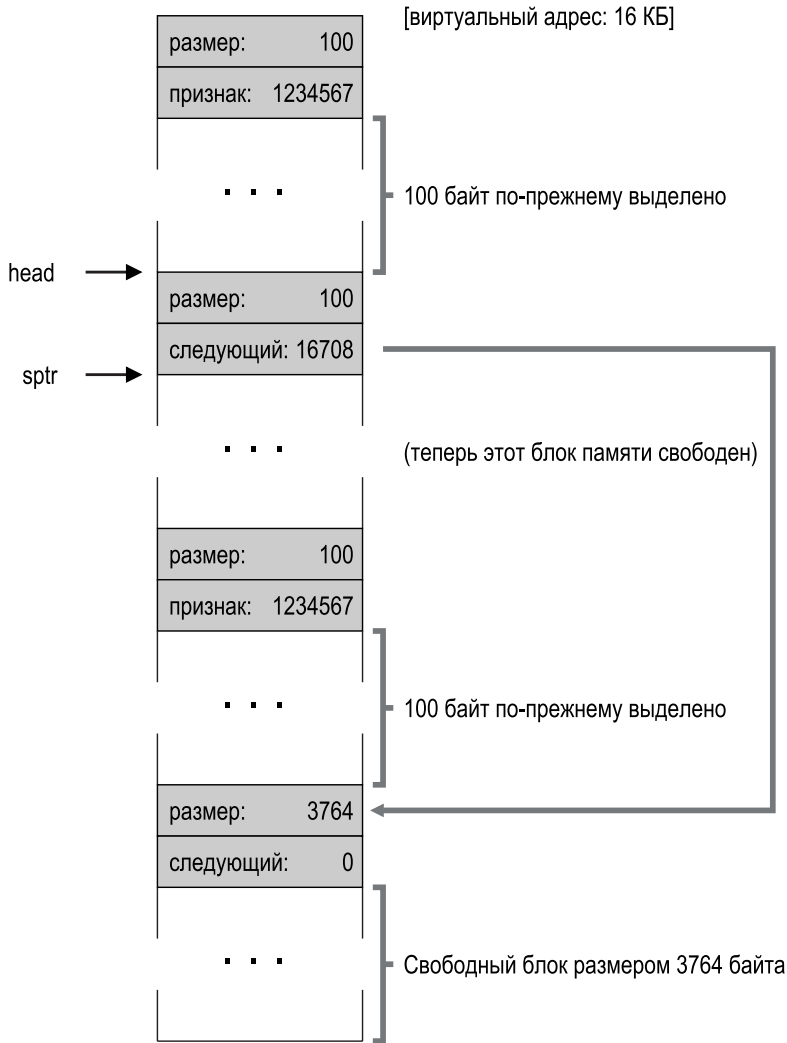 [виртуальный адрес: 16 КБ]
размер: 100
признак: 1234567
. . .
100 байт по-прежнему выделено
head
размер: 100
следующий: 16708
sptr
. . .
(теперь этот блок памяти свободен)
размер: 100
признак: 1234567
. . .
100 байт по-прежнему выделено
размер: 3764
следующий: 0
. . .
Свободный блок размером 3764 байта